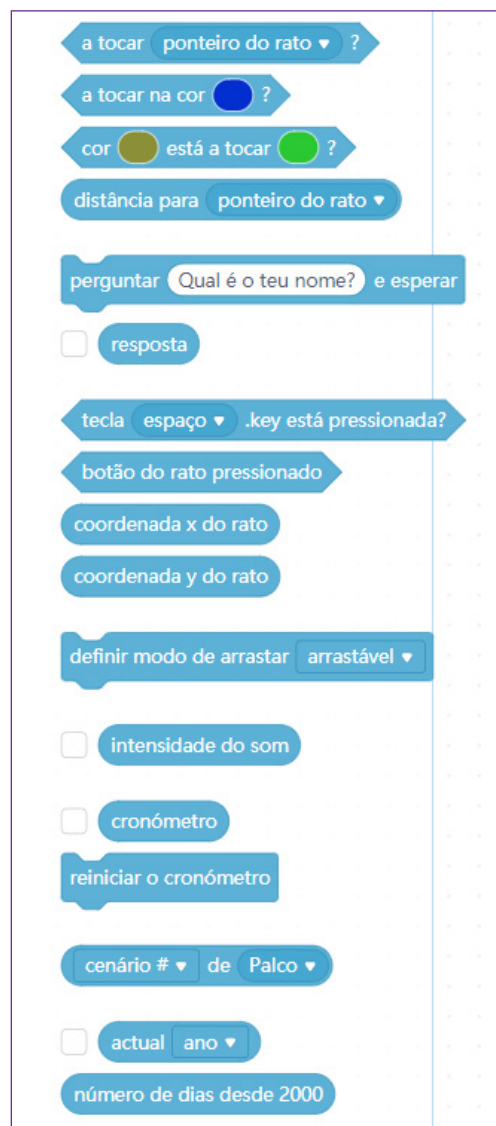 a tocar ponteiro do rato ?
a tocar na cor ?
cor está a tocar ?
distância para ponteiro do rato
perguntar Qual é o teu nome? e esperar
resposta
tecla espaço .key está pressionada?
botão do rato pressionado
coordenada x do rato
coordenada y do rato
definir modo de arrastar arrastável
intensidade do som
cronómetro
reiniciar o cronómetro
cenário # de Palco
actual ano
número de dias desde 2000